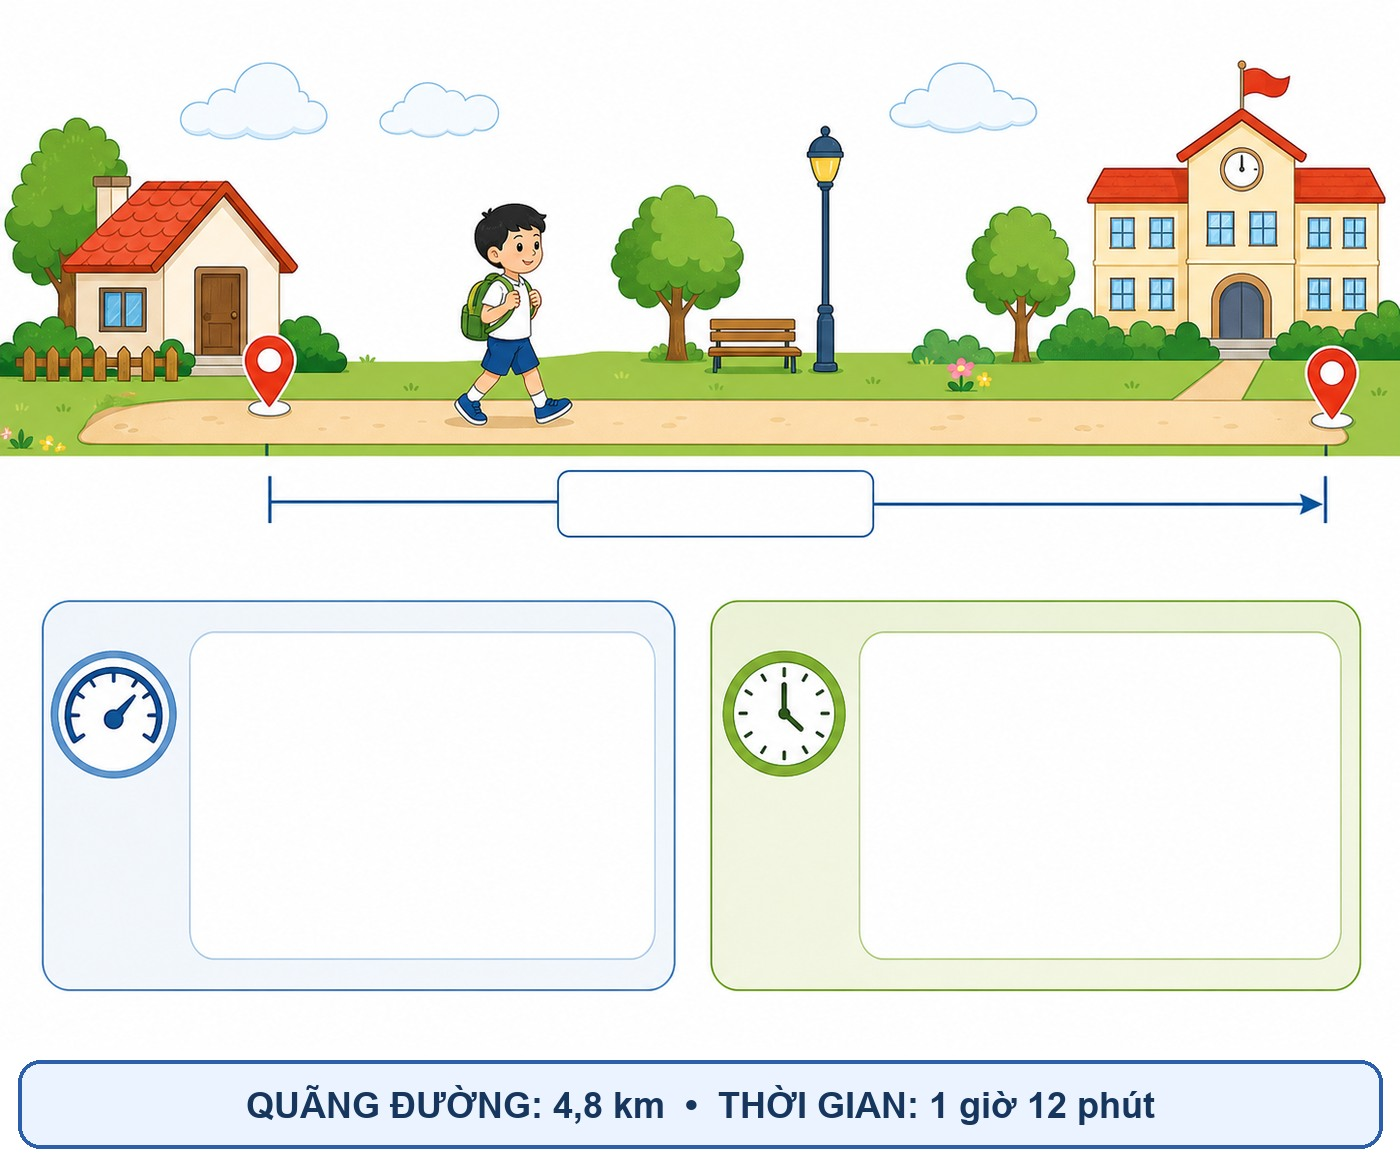 QUÃNG ĐƯỜNG: 4,8 km • THỜI GIAN: 1 giờ 12 phút